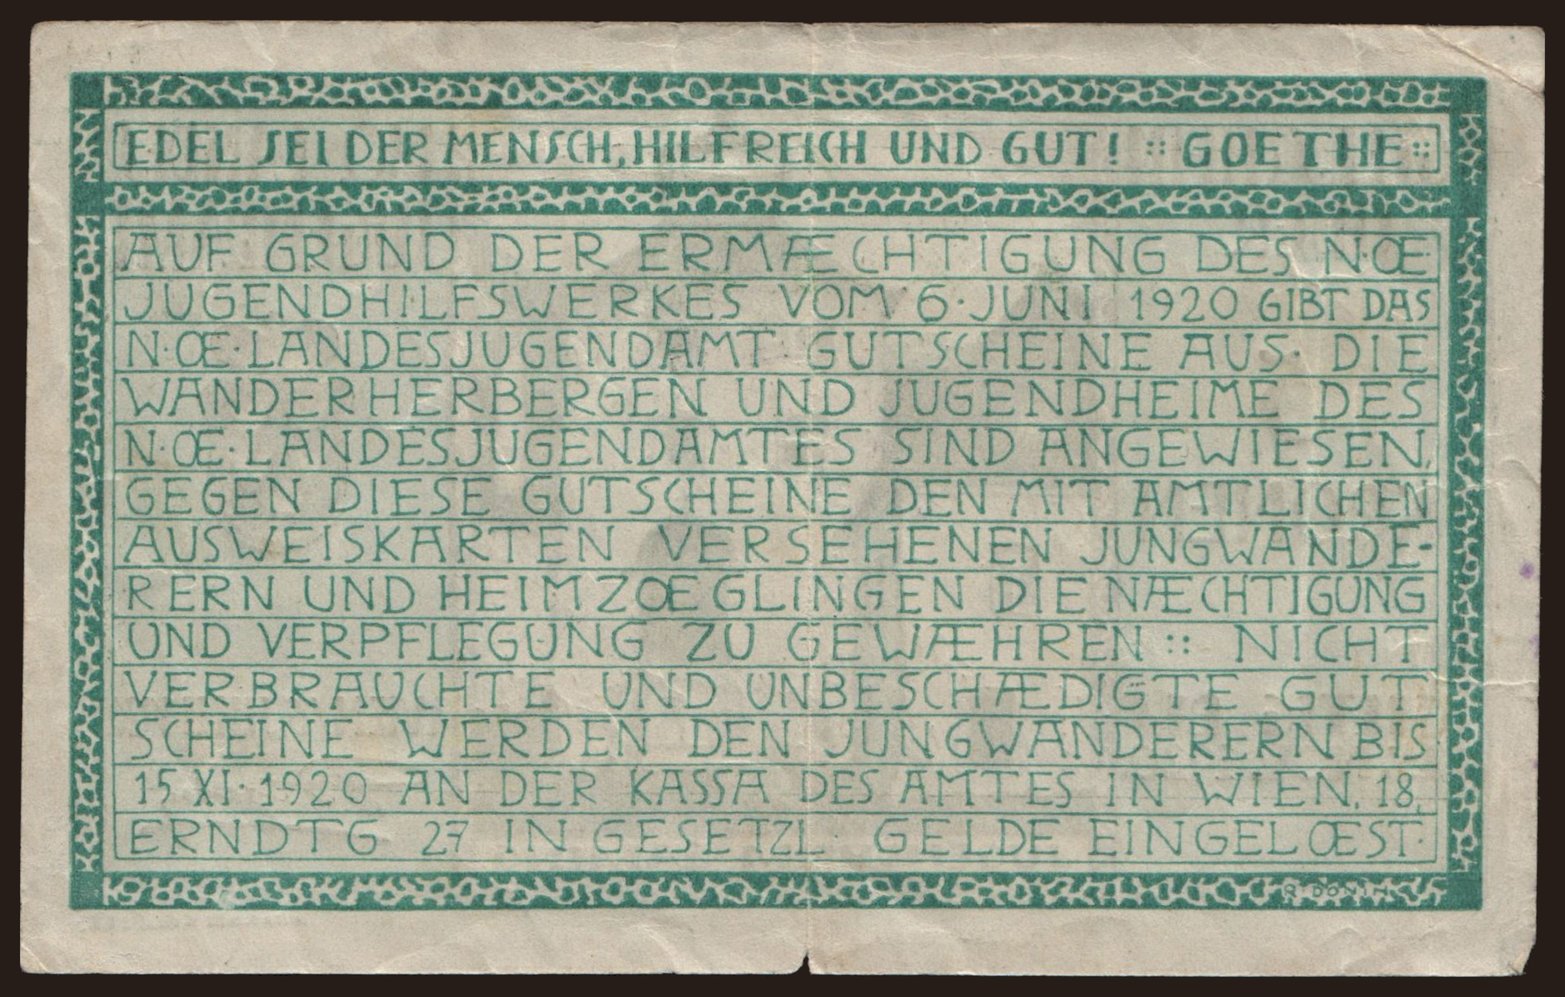 EDEL SEI DER MENSCH, HILFREICH UND GUT! :: GOETHE ::
AUF GRUND DER ERMÆCHTIGUNG DES N·Œ·
JUGENDHILFSWERKES VOM 6·JUNI 1920 GIBT DAS
N·Œ·LANDESJUGENDAMT GUTSCHEINE AUS· DIE
WANDERHERBERGEN UND JUGENDHEIME DES
N·Œ·LANDESJUGENDAMTES SIND ANGEWIESEN,
GEGEN DIESE GUTSCHEINE DEN MIT AMTLICHEN
AUSWEISKARTEN VERSEHENEN JUNGWANDE-
RERN UND HEIMZŒGLINGEN DIE NÆCHTIGUNG
UND VERPFLEGUNG ZU GEWÆHREN :: NICHT
VERBRAUCHTE UND UNBESCHÆDIGTE GUT
SCHEINE WERDEN DEN JUNGWANDERERN BIS
15·XI·1920 AN DER KASSA DES AMTES IN WIEN, 18,
ERNDTG 27 IN GESETZL GELDE EINGELŒST·
R·DONIN